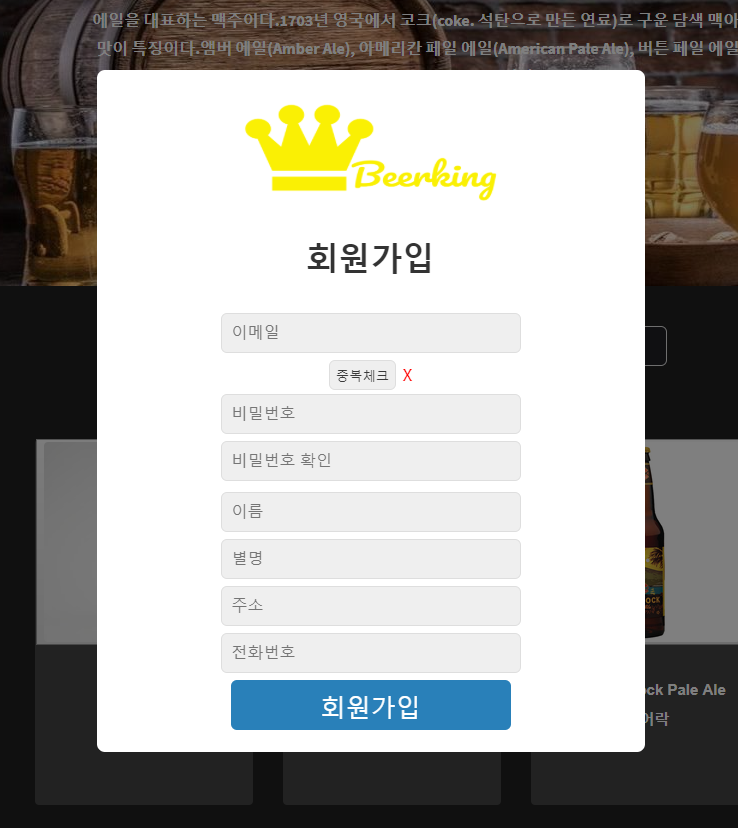 에일을 대표하는 맥주이다.1703년 영국에서 코크(coke. 석탄으로 만든 연료)로 구운 담색 맥아
맛이 특징이다.앰버 에일(Amber Ale), 아메리칸 페일 에일(American Pale Ale), 버튼 페일 에일
Beerking
회원가입
이메일
중복체크 X
비밀번호
비밀번호 확인
이름
별명
주소
전화번호
회원가입
ock Pale Ale
어락